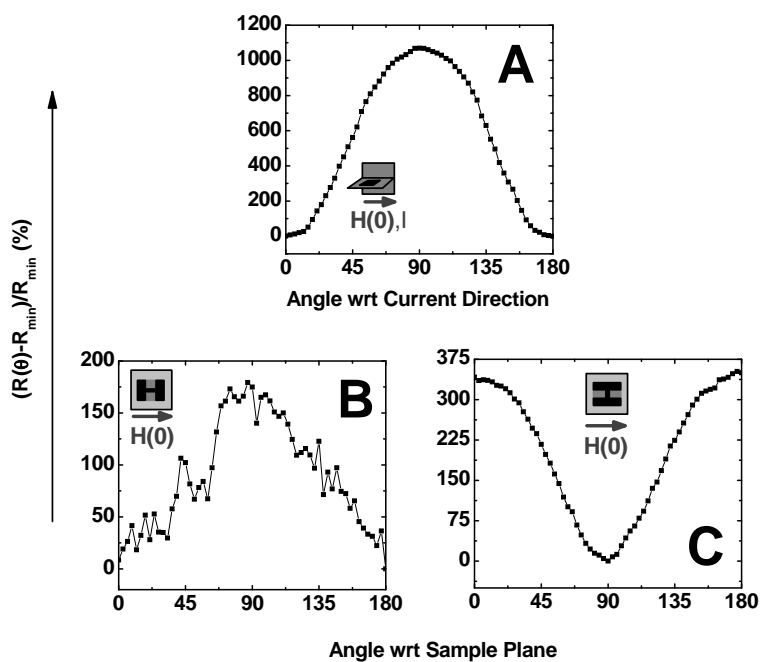 1200
1000
800
600
400
200
0
A
H(0),I
0 45 90 135 180
Angle wrt Current Direction
(R(θ)-Rmin)/Rmin (%)
200
150
100
50
0
B
H(0)
0 45 90 135 180
375
300
225
150
75
0
H(0)
C
0 45 90 135 180
Angle wrt Sample Plane